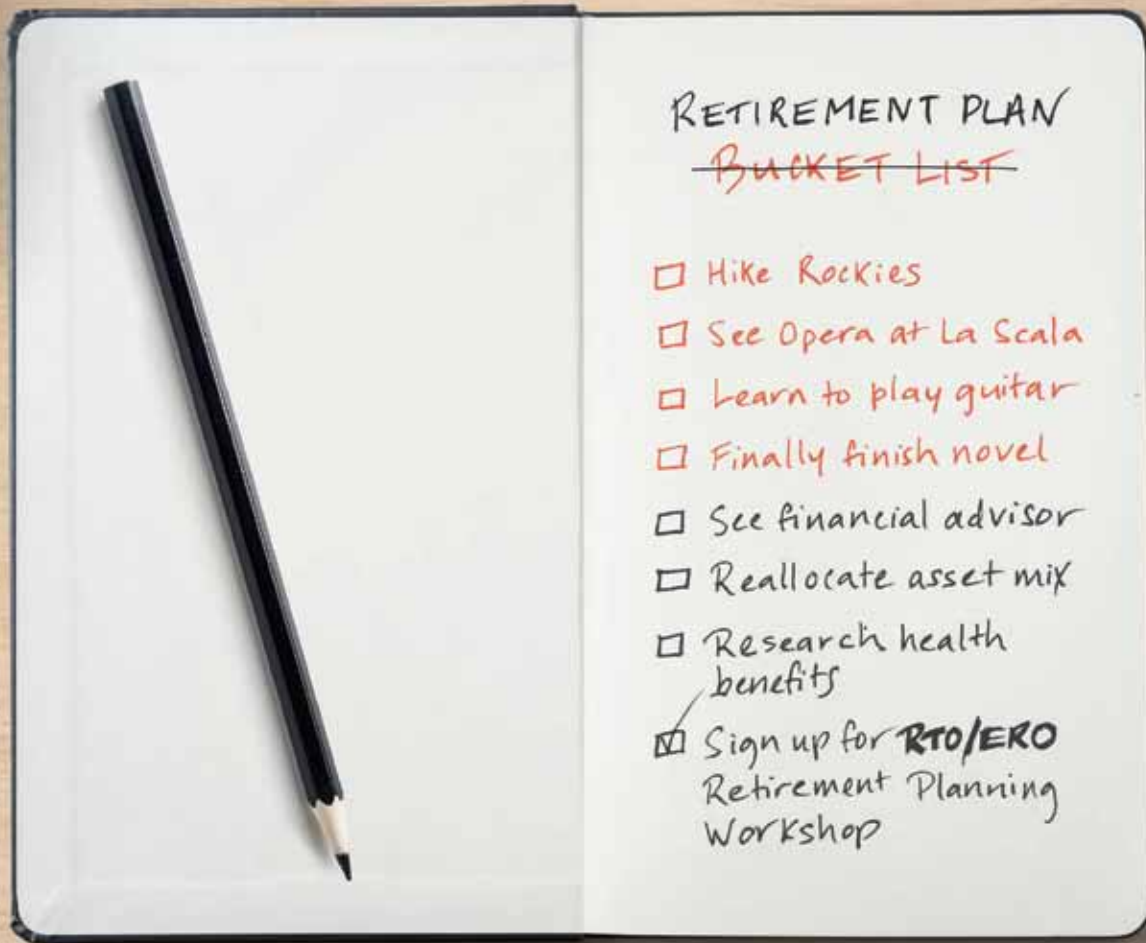 RETIREMENT PLAN
BUCKET LIST
Hike Rockies
See Opera at La Scala
Learn to play guitar
Finally finish novel
See financial advisor
Reallocate asset mix
Research health
benefits
Sign up for RTO/ERO
Retirement Planning
Workshop